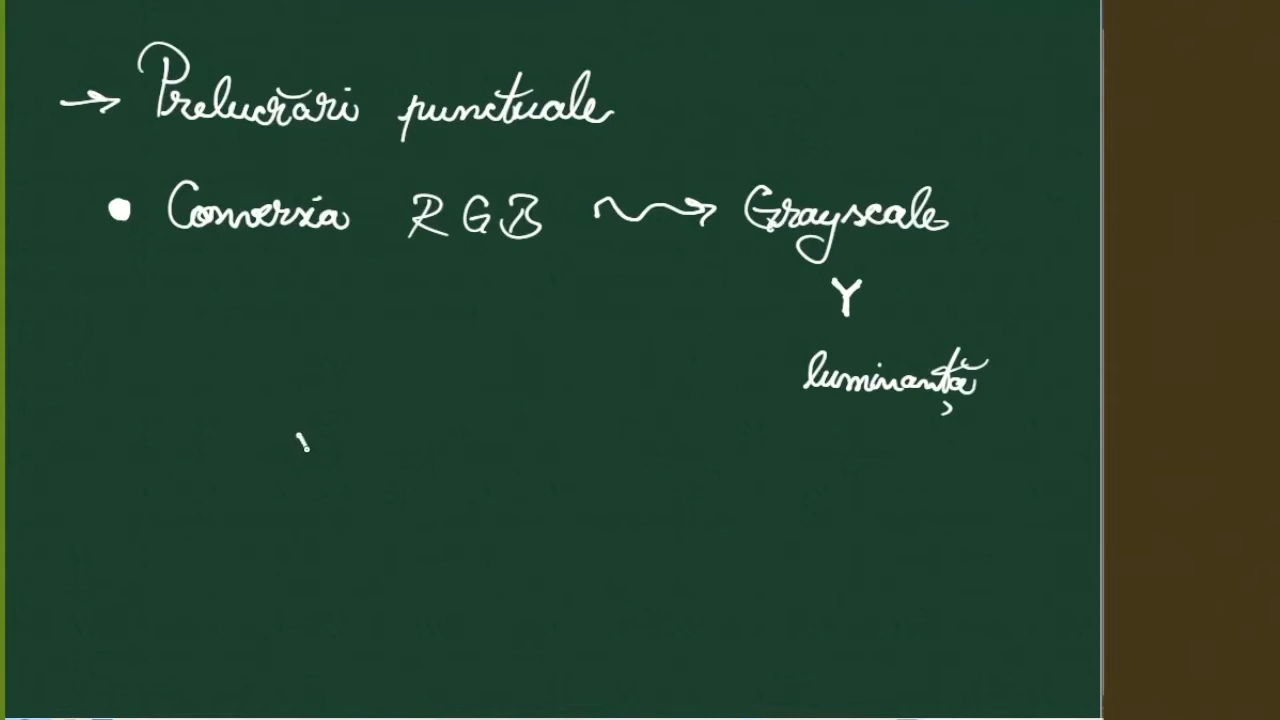 → Prelucrări punctuale
• Conversia RGB → Grayscale
Y
luminanță